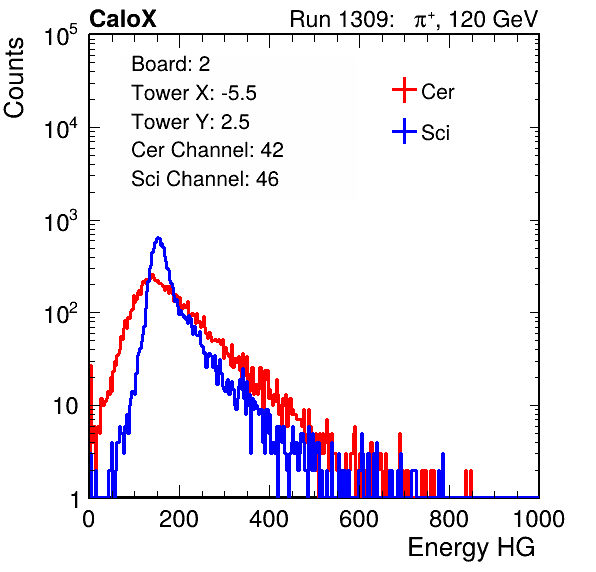 CaloX Run 1309: π⁺, 120 GeV
Board: 2
Tower X: -5.5
Tower Y: 2.5
Cer Channel: 42
Sci Channel: 46
Cer
Sci
Counts
10⁵
10⁴
10³
10²
10
1
0 200 400 600 800 1000
Energy HG